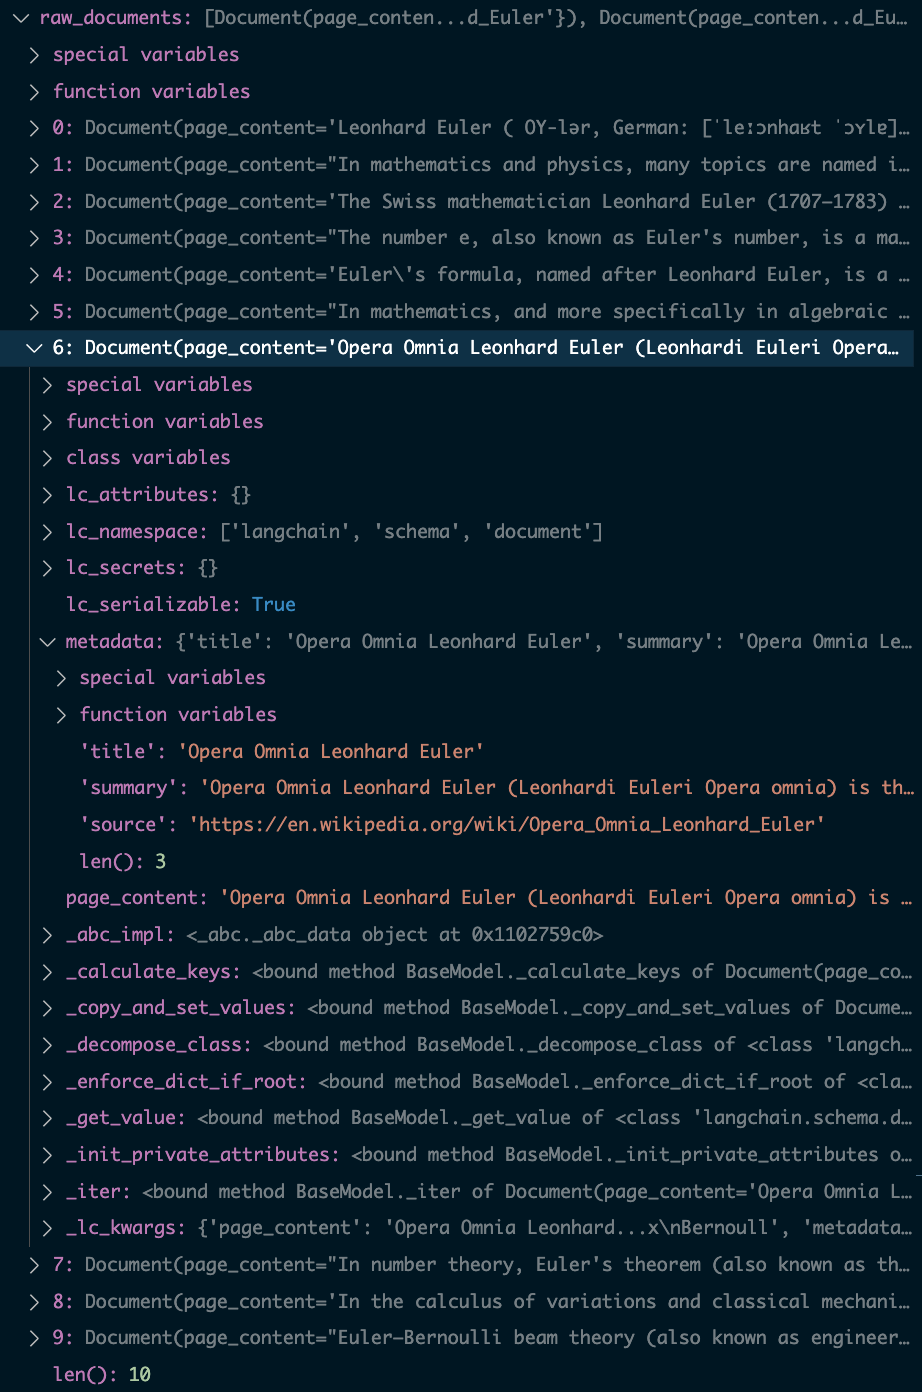 raw_documents: [Document(page_conten...d_Euler'}), Document(page_conten...d_Eu…
special variables
function variables
0: Document(page_content='Leonhard Euler ( OY-lər, German: [ˈleːɔnhaʁt ˈɔʏlɐ]…
1: Document(page_content="In mathematics and physics, many topics are named i…
2: Document(page_content='The Swiss mathematician Leonhard Euler (1707–1783) …
3: Document(page_content="The number e, also known as Euler's number, is a ma…
4: Document(page_content='Euler\'s formula, named after Leonhard Euler, is a …
5: Document(page_content="In mathematics, and more specifically in algebraic …
6: Document(page_content='Opera Omnia Leonhard Euler (Leonhardi Euleri Opera…
special variables
function variables
class variables
lc_attributes: {}
lc_namespace: ['langchain', 'schema', 'document']
lc_secrets: {}
lc_serializable: True
metadata: {'title': 'Opera Omnia Leonhard Euler', 'summary': 'Opera Omnia Le…
special variables
function variables
'title': 'Opera Omnia Leonhard Euler'
'summary': 'Opera Omnia Leonhard Euler (Leonhardi Euleri Opera omnia) is th…
'source': 'https://en.wikipedia.org/wiki/Opera_Omnia_Leonhard_Euler'
len(): 3
page_content: 'Opera Omnia Leonhard Euler (Leonhardi Euleri Opera omnia) is …
_abc_impl: <_abc._abc_data object at 0x1102759c0>
_calculate_keys: <bound method BaseModel._calculate_keys of Document(page_co…
_copy_and_set_values: <bound method BaseModel._copy_and_set_values of Docume…
_decompose_class: <bound method BaseModel._decompose_class of <class 'langch…
_enforce_dict_if_root: <bound method BaseModel._enforce_dict_if_root of <cla…
_get_value: <bound method BaseModel._get_value of <class 'langchain.schema.d…
_init_private_attributes: <bound method BaseModel._init_private_attributes o…
_iter: <bound method BaseModel._iter of Document(page_content='Opera Omnia L…
_lc_kwargs: {'page_content': 'Opera Omnia Leonhard...x\nBernoull', 'metadata…
7: Document(page_content="In number theory, Euler's theorem (also known as th…
8: Document(page_content='In the calculus of variations and classical mechani…
9: Document(page_content="Euler–Bernoulli beam theory (also known as engineer…
len(): 10